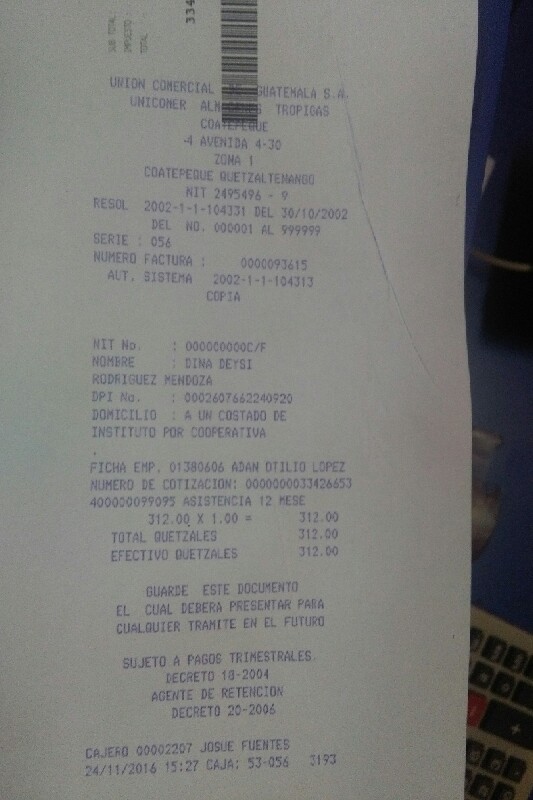 SUB TOTAL:
IMPUESTO :
TOTAL
334
UNION COMERCIAL GUATEMALA S.A.
UNICOMER ALM TROPIGAS
COATEPEQUE
4 AVENIDA 4-30
ZONA 1
COATEPEQUE QUETZALTENANGO
NIT 2495496 - 9
RESOL 2002-1-1-104331 DEL 30/10/2002
DEL NO. 000001 AL 999999
SERIE : 056
NUMERO FACTURA : 0000093615
ALT. SISTEMA 2002-1-1-104313
COPIA
NIT No. : 000000000C/F
NOMBRE : DINA DEYSI
RODRIGUEZ MENDOZA
DPI No. : 0002607662240920
DOMICILIO : A UN COSTADO DE
INSTITUTO POR COOPERATIVA
.
FICHA EMP. 01380606 ADAN OTILIO LOPEZ
NUMERO DE COTIZACION: 0000000033426653
400000099095 ASISTENCIA 12 MESE
312.00 X 1.00 = 312.00
TOTAL QUETZALES 312.00
EFECTIVO QUETZALES 312.00
GUARDE ESTE DOCUMENTO
EL CUAL DEBERA PRESENTAR PARA
CUALQUIER TRAMITE EN EL FUTURO
SUJETO A PAGOS TRIMESTRALES.
DECRETO 18-2004
AGENTE DE RETENCION
DECRETO 20-2006
CAJERO 00002207 JOSUE FUENTES
24/11/2016 15:27 CAJA: 53-056 3193